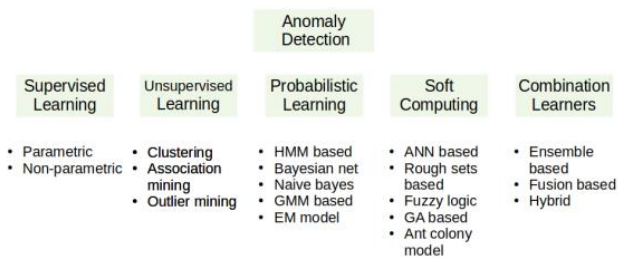 Anomaly
Detection
Supervised
Learning
• Parametric
• Non-parametric
Unsupervised
Learning
• Clustering
• Association
mining
• Outlier mining
Probabilistic
Learning
• HMM based
• Bayesian net
• Naive bayes
• GMM based
• EM model
Soft
Computing
• ANN based
• Rough sets
based
• Fuzzy logic
• GA based
• Ant colony
model
Combination
Learners
• Ensemble
based
• Fusion based
• Hybrid